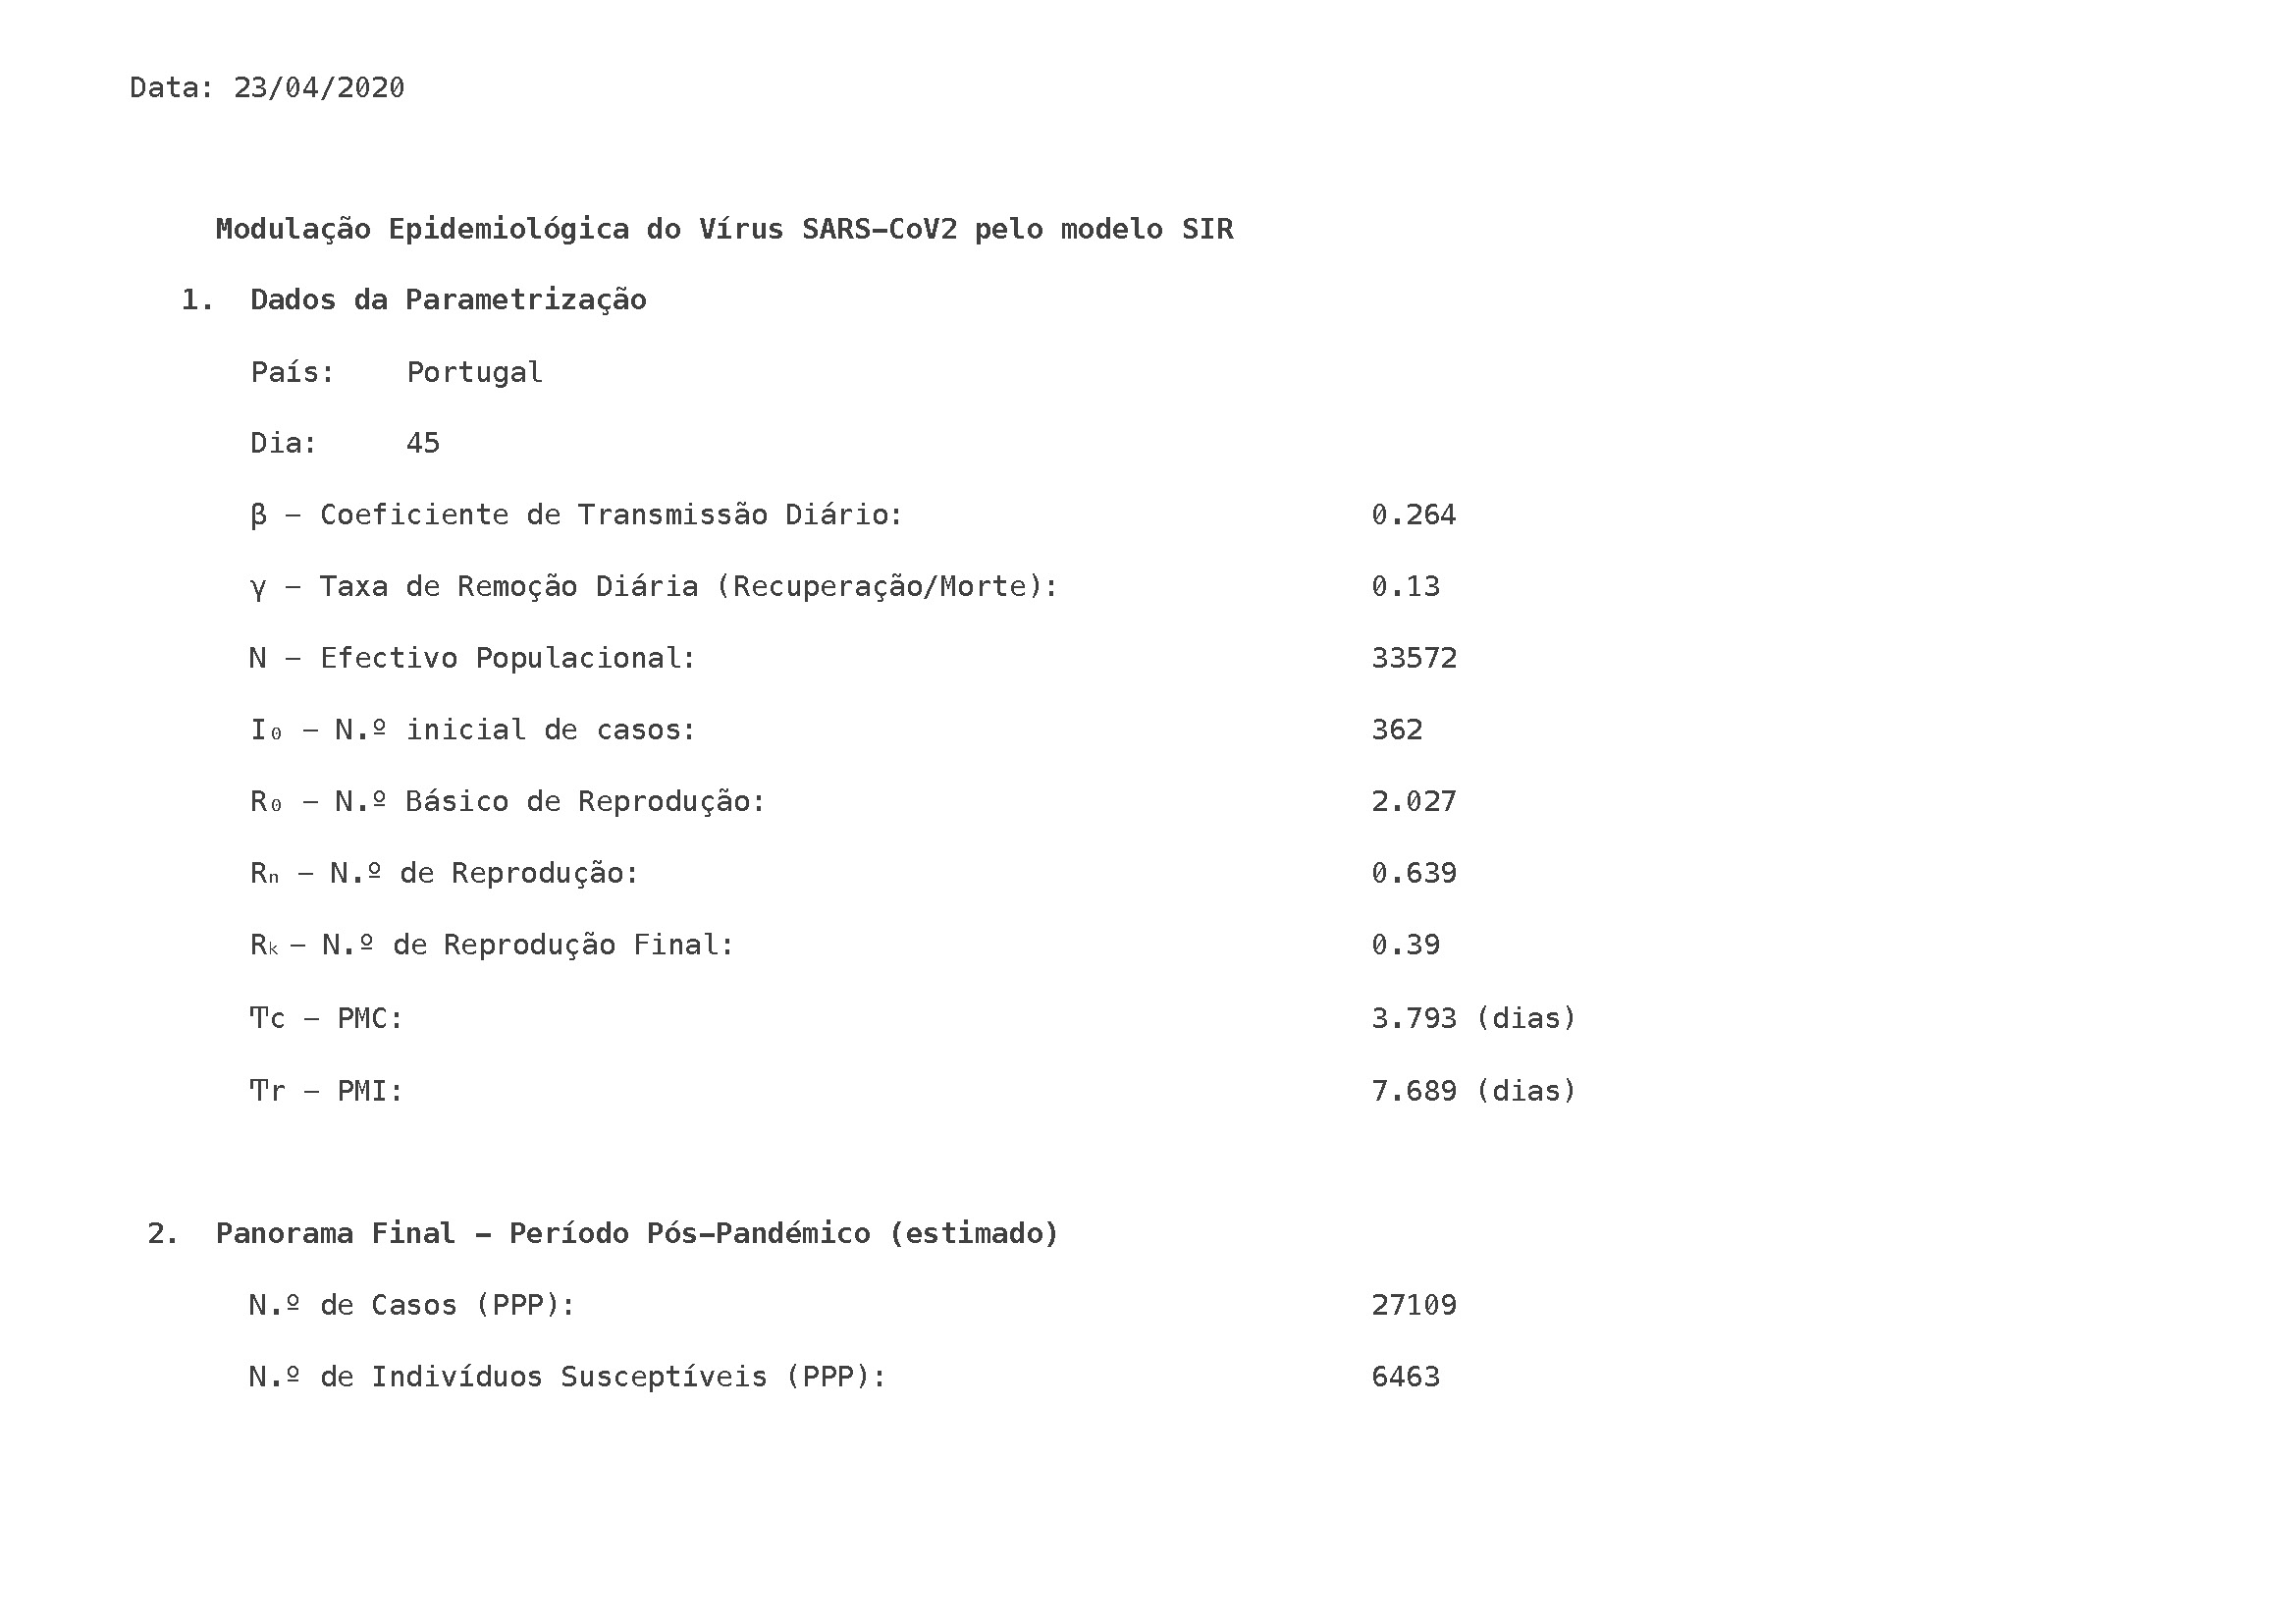 Data: 23/04/2020
Modulação Epidemiológica do Vírus SARS–CoV2 pelo modelo SIR
1. Dados da Parametrização
País: Portugal
Dia: 45
β – Coeficiente de Transmissão Diário: 0.264
γ – Taxa de Remoção Diária (Recuperação/Morte): 0.13
N – Efectivo Populacional: 33572
I₀ – N.º inicial de casos: 362
R₀ – N.º Básico de Reprodução: 2.027
Rₙ – N.º de Reprodução: 0.639
Rₖ – N.º de Reprodução Final: 0.39
Ͳc – PMC: 3.793 (dias)
Ͳr – PMI: 7.689 (dias)
2. Panorama Final – Período Pós–Pandémico (estimado)
N.º de Casos (PPP): 27109
N.º de Indivíduos Susceptíveis (PPP): 6463